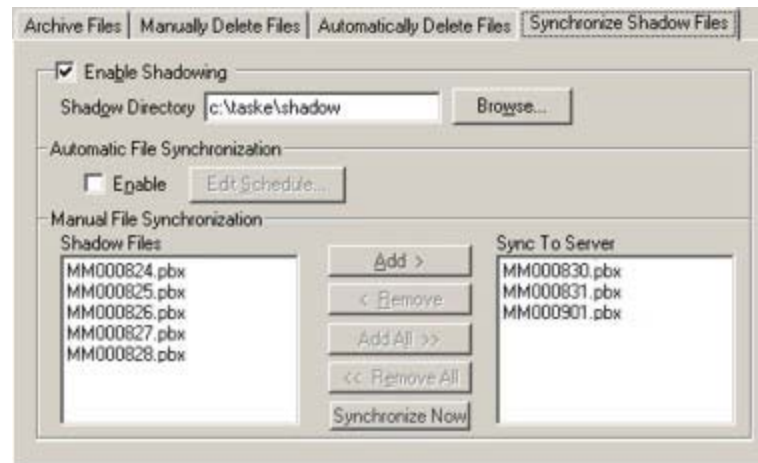 Archive Files | Manually Delete Files | Automatically Delete Files | Synchronize Shadow Files
Enable Shadowing
Shadow Directory c:\taske\shadow Browse...
Automatic File Synchronization
Enable Edit Schedule...
Manual File Synchronization
Shadow Files
MM000824.pbx
MM000825.pbx
MM000826.pbx
MM000827.pbx
MM000828.pbx
Add >
< Remove
Add All >>
<< Remove All
Synchronize Now
Sync To Server
MM000830.pbx
MM000831.pbx
MM000901.pbx